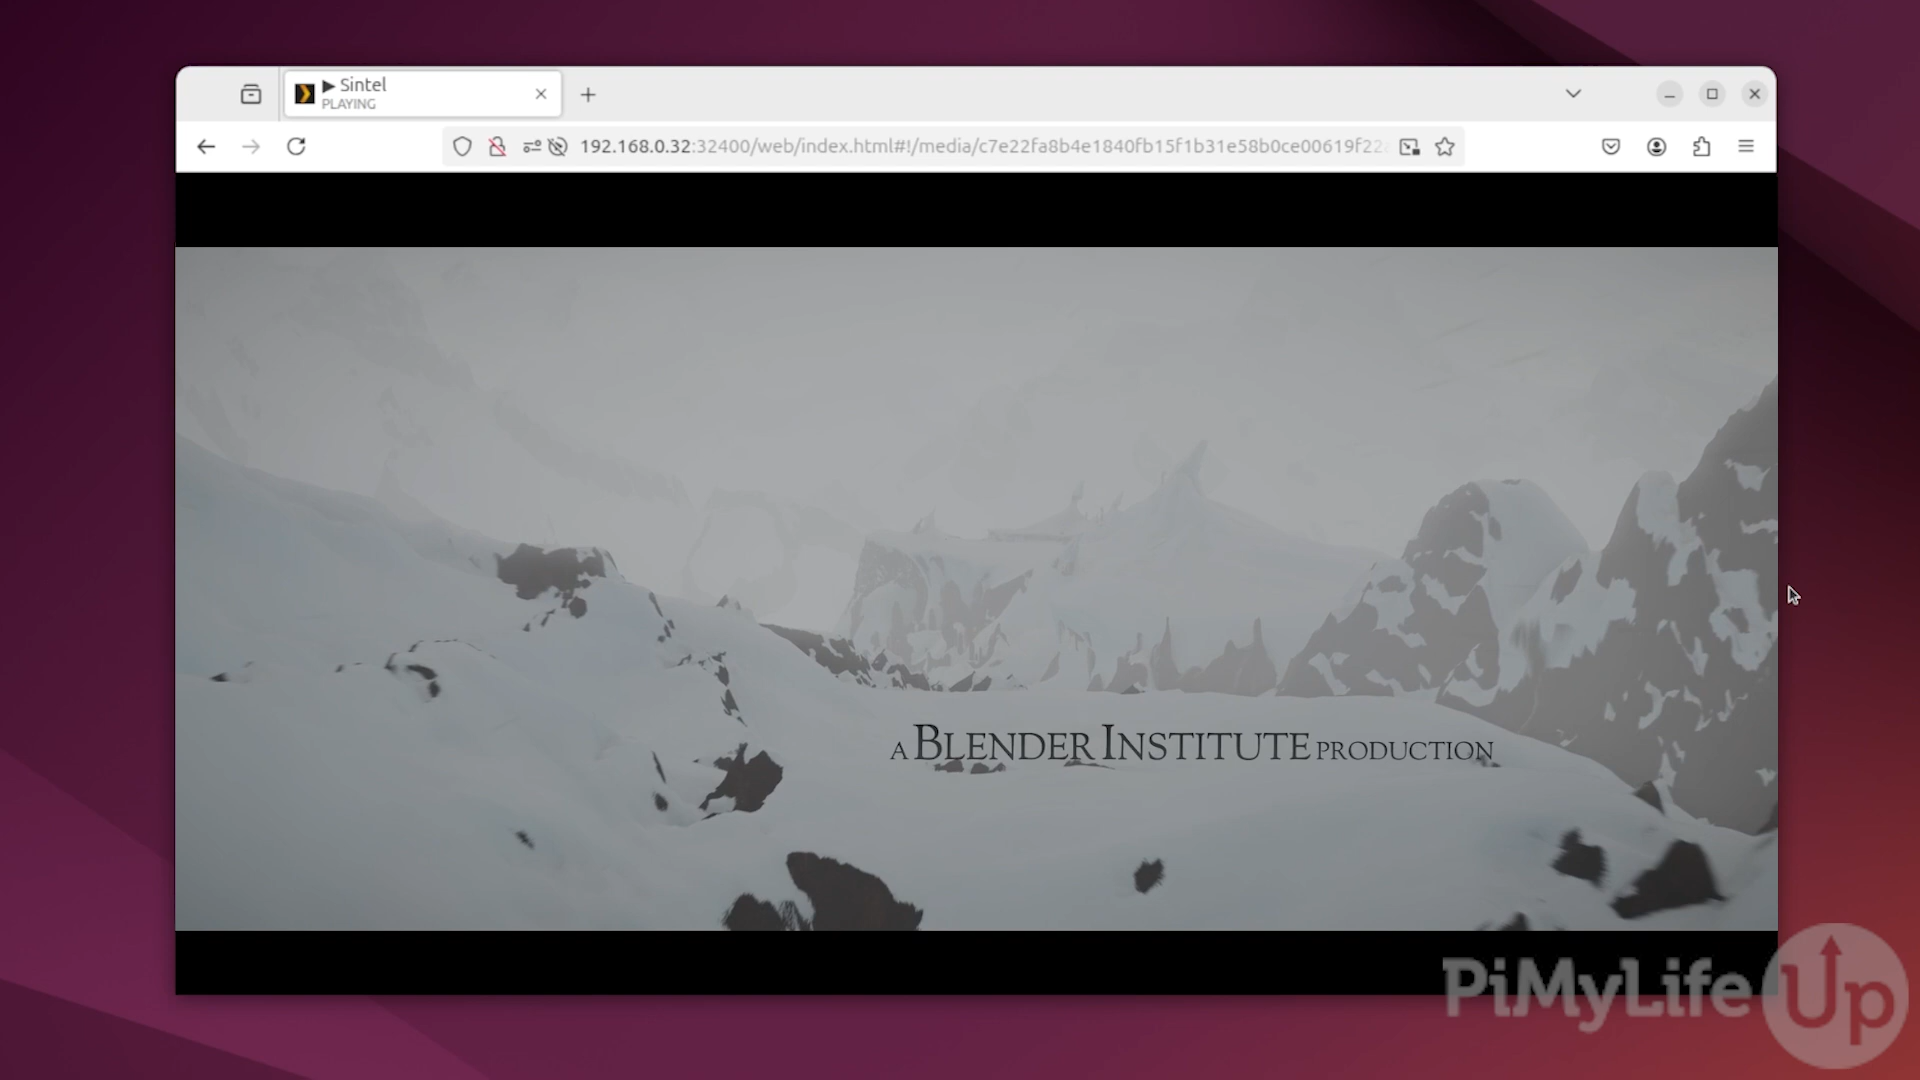 ▶ Sintel
PLAYING
192.168.0.32:32400/web/index.html#!/media/c7e22fa8b4e1840fb15f1b31e58b0ce00619f22
A BLENDER INSTITUTE PRODUCTION
PiMyLifeUp